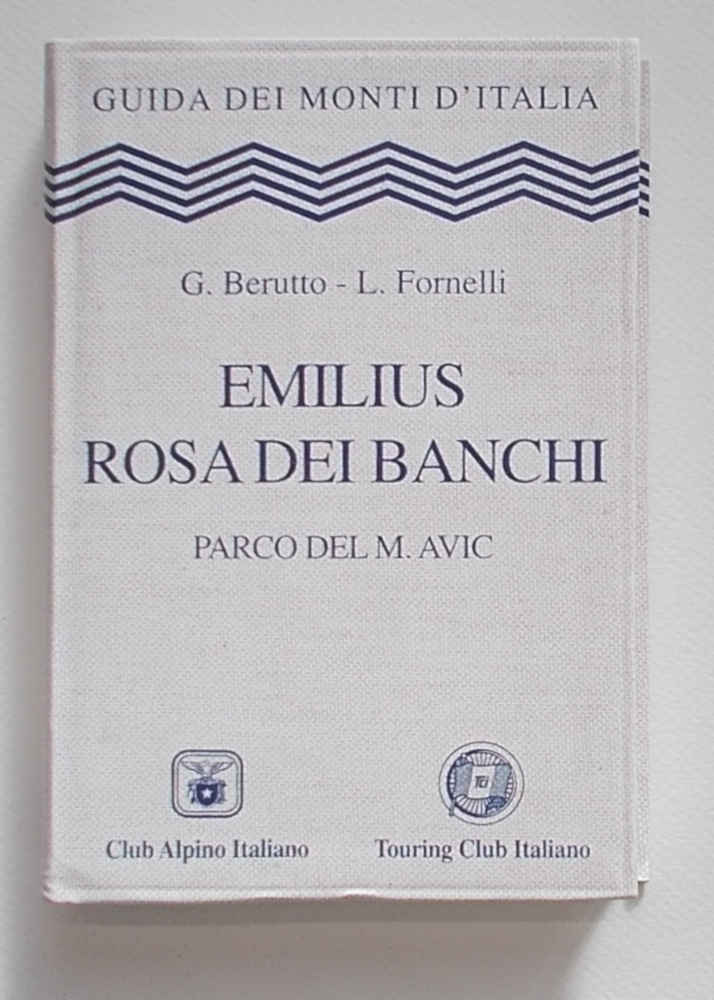 GUIDA DEI MONTI D'ITALIA
G. Berutto - L. Fornelli
EMILIUS
ROSA DEI BANCHI
PARCO DEL M. AVIC
TCI
Club Alpino Italiano
Touring Club Italiano